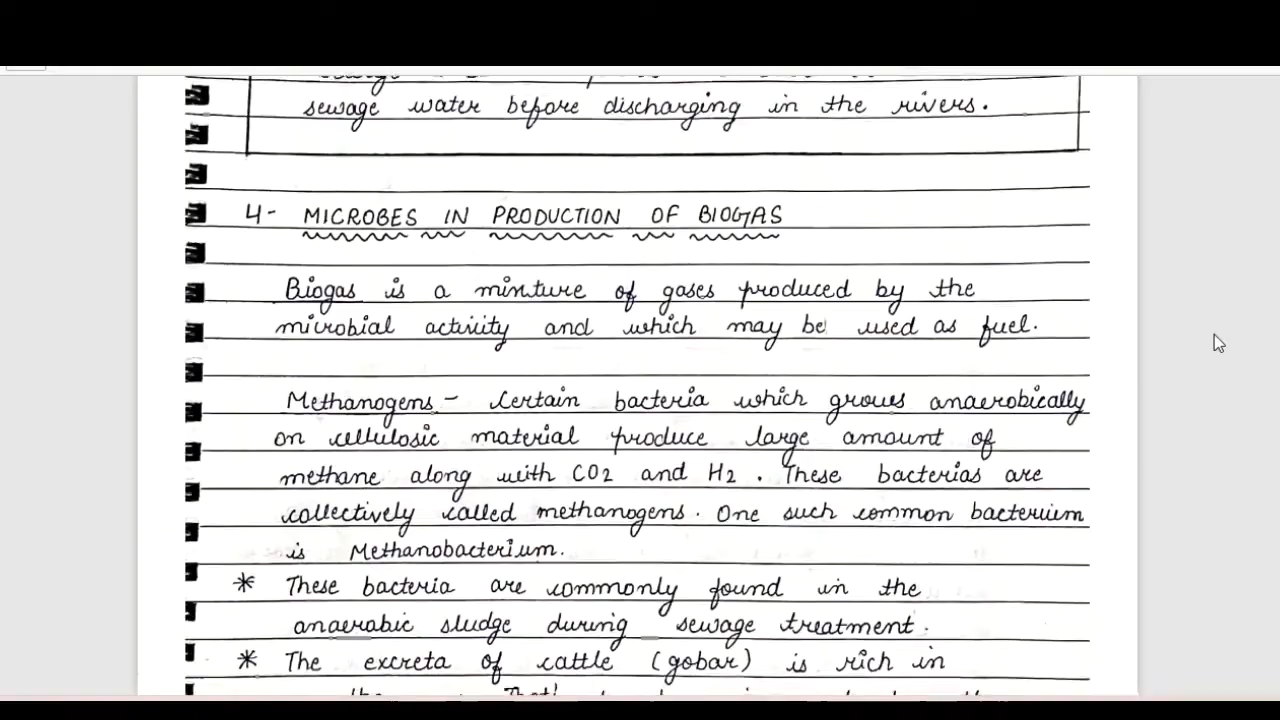 sewage water before discharging in the rivers.
4- MICROBES IN PRODUCTION OF BIOGAS
Biogas is a minture of gases produced by the
microbial activity and which may be used as fuel.
Methanogens - Certain bacteria which grows anaerobically
on cellulosic material produce large amount of
methane along with CO2 and H2. These bacterias are
collectively called methanogens. One such common bacteruium
is Methanobacterium.
* These bacteria are commonly found in the
anaerobic sludge during sewage treatment.
* The excreta of cattle (gobar) is rich in